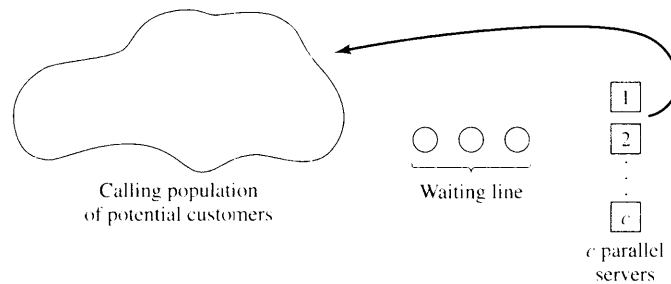 1
2
Calling population
of potential customers
Waiting line
c
c parallel
servers